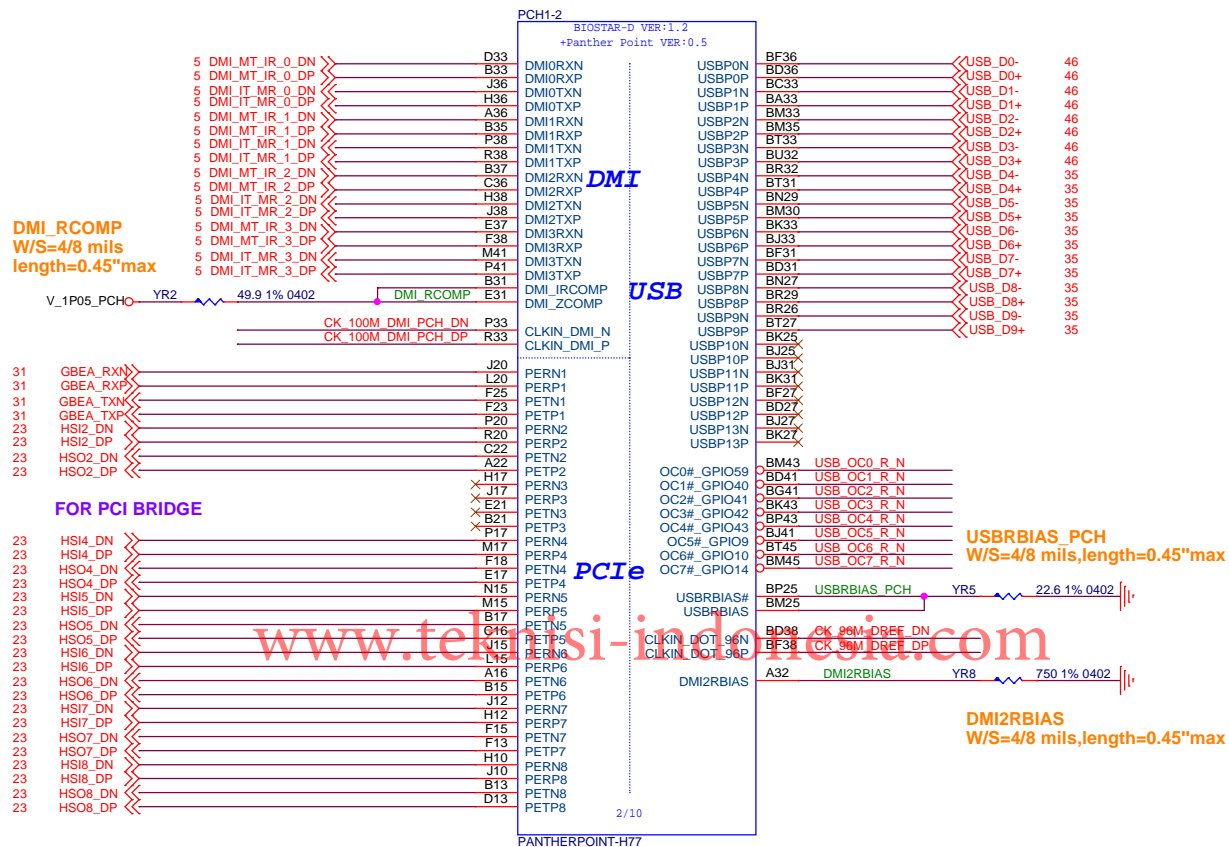 PCH1-2
BIOSTAR-D VER:1.2
+Panther Point VER:0.5
5 DMI_MT_IR_0_DN D33 DMI0RXN
5 DMI_MT_IR_0_DP B33 DMI0RXP
5 DMI_IT_MR_0_DN J36 DMI0TXN
5 DMI_IT_MR_0_DP H36 DMI0TXP
5 DMI_MT_IR_1_DN A36 DMI1RXN
5 DMI_MT_IR_1_DP B35 DMI1RXP
5 DMI_IT_MR_1_DN P38 DMI1TXN
5 DMI_IT_MR_1_DP R38 DMI1TXP
5 DMI_MT_IR_2_DN B37 DMI2RXN
5 DMI_MT_IR_2_DP C36 DMI2RXP
5 DMI_IT_MR_2_DN H38 DMI2TXN
5 DMI_IT_MR_2_DP J38 DMI2TXP
5 DMI_MT_IR_3_DN E37 DMI3RXN
5 DMI_MT_IR_3_DP F38 DMI3RXP
5 DMI_IT_MR_3_DN M41 DMI3TXN
5 DMI_IT_MR_3_DP P41 DMI3TXP
DMI_RCOMP
W/S=4/8 mils
length=0.45"max
B31 DMI_IRCOMP
V_1P05_PCH YR2 49.9 1% 0402 DMI_RCOMP E31 DMI_ZCOMP
CK_100M_DMI_PCH_DN P33 CLKIN_DMI_N
CK_100M_DMI_PCH_DP R33 CLKIN_DMI_P
DMI
USB
PCIe
31 GBEA_RXN J20 PERN1
31 GBEA_RXP L20 PERP1
31 GBEA_TXN F25 PETN1
31 GBEA_TXP F23 PETP1
23 HSI2_DN P20 PERN2
23 HSI2_DP R20 PERP2
23 HSO2_DN C22 PETN2
23 HSO2_DP A22 PETP2
H17 PERN3
J17 PERP3
E21 PETN3
B21 PETP3
FOR PCI BRIDGE
23 HSI4_DN P17 PERN4
23 HSI4_DP M17 PERP4
23 HSO4_DN F18 PETN4
23 HSO4_DP E17 PETP4
23 HSI5_DN N15 PERN5
23 HSI5_DP M15 PERP5
23 HSO5_DN B17 PETN5
23 HSO5_DP C16 PETP5
23 HSI6_DN J15 PERN6
23 HSI6_DP L15 PERP6
23 HSO6_DN A16 PETN6
23 HSO6_DP B15 PETP6
23 HSI7_DN J12 PERN7
23 HSI7_DP H12 PERP7
23 HSO7_DN F15 PETN7
23 HSO7_DP F13 PETP7
23 HSI8_DN H10 PERN8
23 HSI8_DP J10 PERP8
23 HSO8_DN B13 PETN8
23 HSO8_DP D13 PETP8
USBP0N BF36 USB_D0- 46
USBP0P BD36 USB_D0+ 46
USBP1N BC33 USB_D1- 46
USBP1P BA33 USB_D1+ 46
USBP2N BM33 USB_D2- 46
USBP2P BM35 USB_D2+ 46
USBP3N BT33 USB_D3- 46
USBP3P BU32 USB_D3+ 46
USBP4N BR32 USB_D4- 35
USBP4P BT31 USB_D4+ 35
USBP5N BN29 USB_D5- 35
USBP5P BM30 USB_D5+ 35
USBP6N BK33 USB_D6- 35
USBP6P BJ33 USB_D6+ 35
USBP7N BF31 USB_D7- 35
USBP7P BD31 USB_D7+ 35
USBP8N BN27 USB_D8- 35
USBP8P BR29 USB_D8+ 35
USBP9N BR26 USB_D9- 35
USBP9P BT27 USB_D9+ 35
USBP10N BK25
USBP10P BJ25
USBP11N BJ31
USBP11P BK31
USBP12N BF27
USBP12P BD27
USBP13N BJ27
USBP13P BK27
OC0#_GPIO59 BM43 USB_OC0_R_N
OC1#_GPIO40 BD41 USB_OC1_R_N
OC2#_GPIO41 BG41 USB_OC2_R_N
OC3#_GPIO42 BK43 USB_OC3_R_N
OC4#_GPIO43 BP43 USB_OC4_R_N
OC5#_GPIO9 BJ41 USB_OC5_R_N
OC6#_GPIO10 BT45 USB_OC6_R_N
OC7#_GPIO14 BM45 USB_OC7_R_N
USBRBIAS_PCH
W/S=4/8 mils,length=0.45"max
USBRBIAS# BP25 USBRBIAS_PCH YR5 22.6 1% 0402
USBRBIAS BM25
CLKIN_DOT_96N BD38 CK_96M_DREF_DN
CLKIN_DOT_96P BF38 CK_96M_DREF_DP
DMI2RBIAS A32 DMI2RBIAS YR8 750 1% 0402
DMI2RBIAS
W/S=4/8 mils,length=0.45"max
www.teknisi-indonesia.com
2/10
PANTHERPOINT-H77